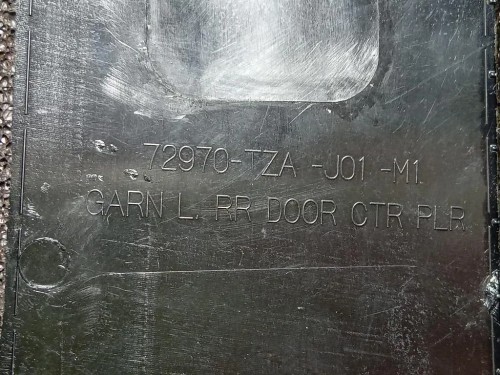 72970-TZA -J01 -M1
GARN L. RR DOOR CTR PLR